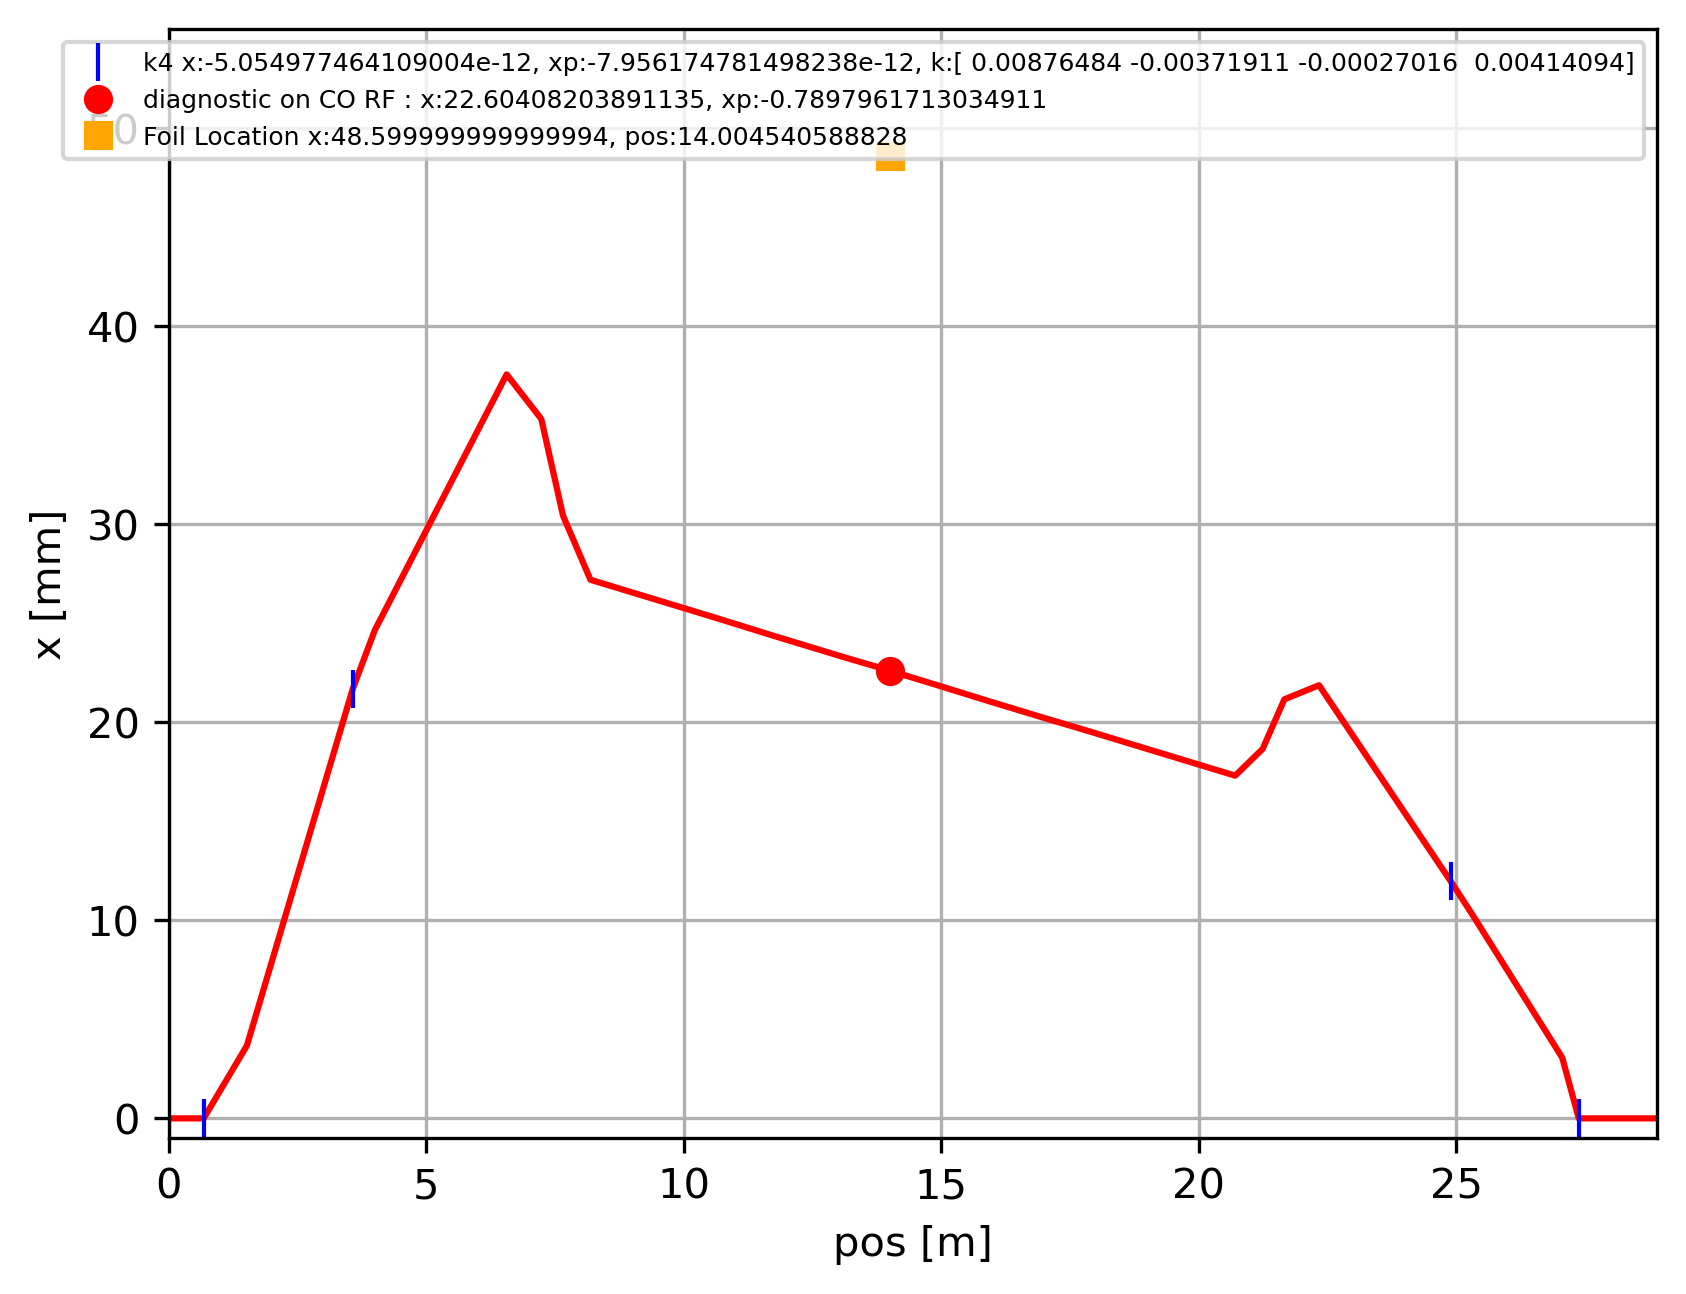 k4 x:-5.054977464109004e-12, xp:-7.956174781498238e-12, k:[ 0.00876484 -0.00371911 -0.00027016  0.00414094]
diagnostic on CO RF : x:22.60408203891135, xp:-0.7897961713034911
Foil Location x:48.599999999999994, pos:14.004540588828
50
40
30
20
10
0
x [mm]
0 5 10 15 20 25
pos [m]